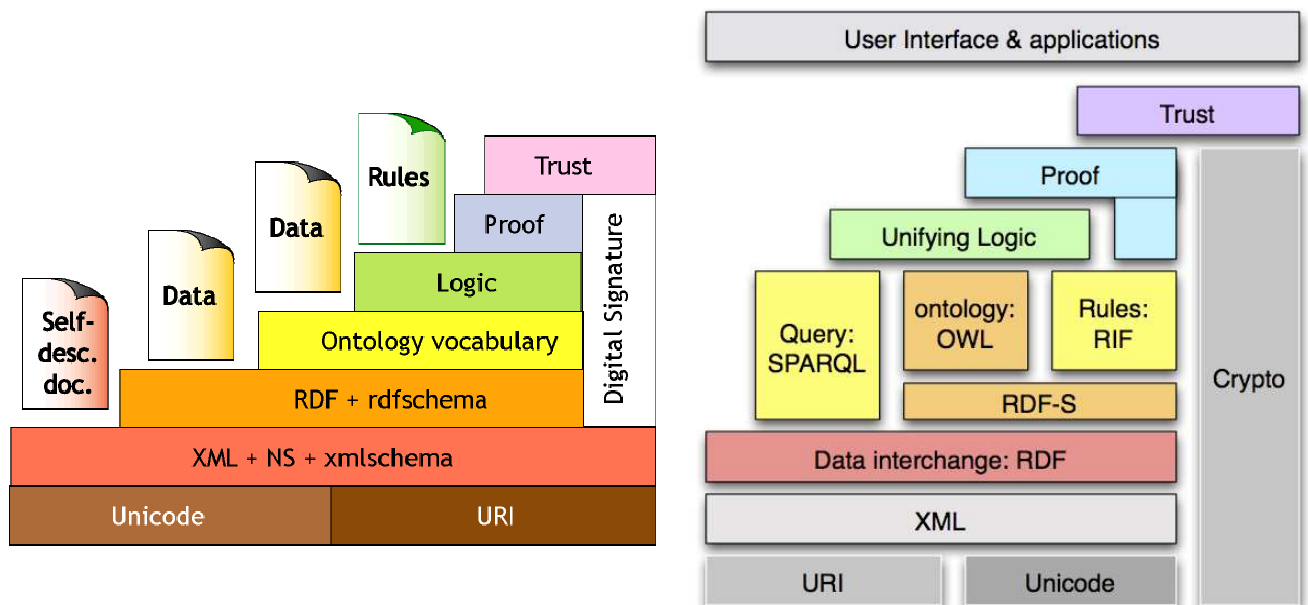 Rules
Trust
Data
Proof
Data
Logic
Self-
desc.
doc.
Ontology vocabulary
Digital Signature
RDF + rdfschema
XML + NS + xmlschema
Unicode
URI
User Interface & applications
Trust
Proof
Unifying Logic
Query:
SPARQL
ontology:
OWL
Rules:
RIF
Crypto
RDF-S
Data interchange: RDF
XML
URI
Unicode